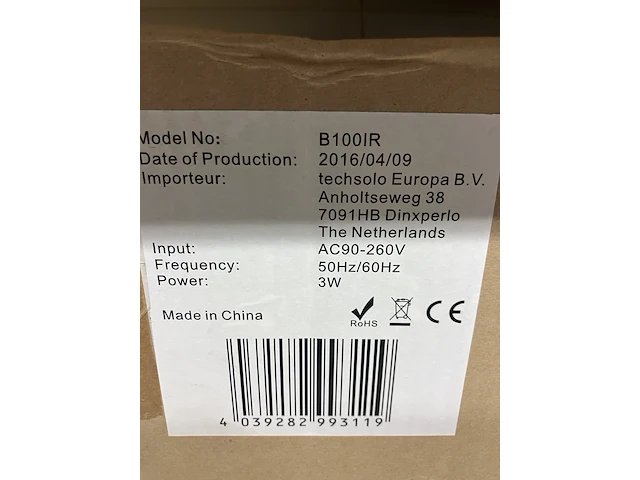 Model No: B100IR
Date of Production: 2016/04/09
Importeur: techsolo Europa B.V.
Anholtseweg 38
7091HB Dinxperlo
The Netherlands
Input: AC90-260V
Frequency: 50Hz/60Hz
Power: 3W
Made in China
RoHS CE
4 039282 993119